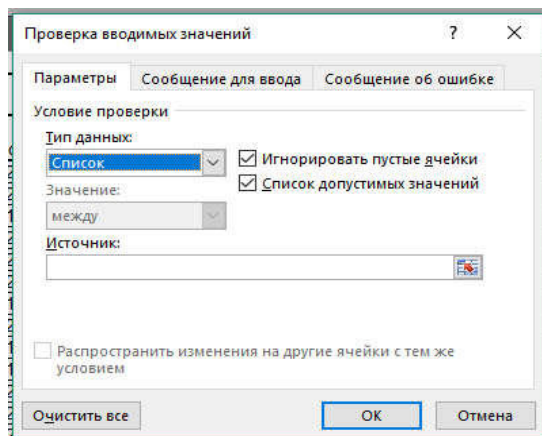 Проверка вводимых значений
?
Параметры
Сообщение для ввода
Сообщение об ошибке
Условие проверки
Тип данных:
Список
Игнорировать пустые ячейки
Значение:
Список допустимых значений
между
Источник:
Распространить изменения на другие ячейки с тем же
условием
Очистить все
ОК
Отмена